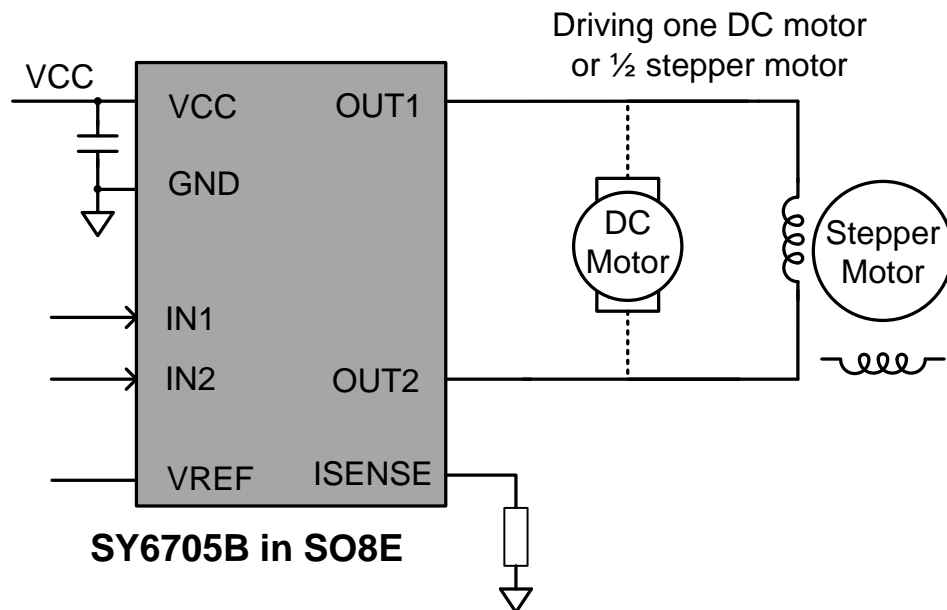 Driving one DC motor
or ½ stepper motor
VCC
VCC
OUT1
GND
DC
Motor
Stepper
Motor
IN1
IN2
OUT2
VREF
ISENSE
SY6705B in SO8E